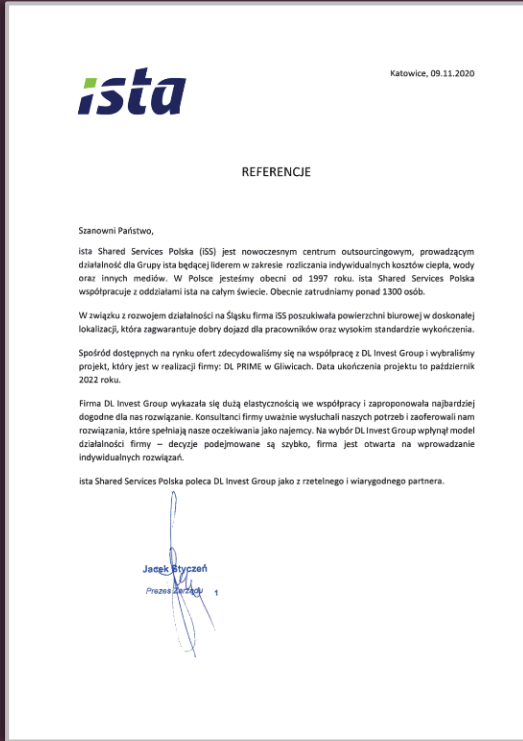 ista
Katowice, 09.11.2020
REFERENCJE
Szanowni Państwo,
ista Shared Services Polska (iSS) jest nowoczesnym centrum outsourcingowym, prowadzącym
działalność dla Grupy ista będącej liderem w zakresie rozliczania indywidualnych kosztów ciepła, wody
oraz innych mediów. W Polsce jesteśmy obecni od 1997 roku. ista Shared Services Polska
współpracuje z oddziałami ista na całym świecie. Obecnie zatrudniamy ponad 1300 osób.
W związku z rozwojem działalności na Śląsku firma iSS poszukiwała powierzchni biurowej w doskonałej
lokalizacji, która zagwarantuje dobry dojazd dla pracowników oraz wysokim standardzie wykończenia.
Spośród dostępnych na rynku ofert zdecydowaliśmy się na współpracę z DL Invest Group i wybraliśmy
projekt, który jest w realizacji firmy: DL PRIME w Gliwicach. Data ukończenia projektu to październik
2022 roku.
Firma DL Invest Group wykazała się dużą elastycznością we współpracy i zaproponowała najbardziej
dogodne dla nas rozwiązanie. Konsultanci firmy uważnie wysłuchali naszych potrzeb i zaoferowali nam
rozwiązania, które spełniają nasze oczekiwania jako najemcy. Na wybór DL Invest Group wpłynął model
działalności firmy – decyzje podejmowane są szybko, firma jest otwarta na wprowadzanie
indywidualnych rozwiązań.
ista Shared Services Polska poleca DL Invest Group jako z rzetelnego i wiarygodnego partnera.
Jacek Styczeń
Prezes Zarządu 1